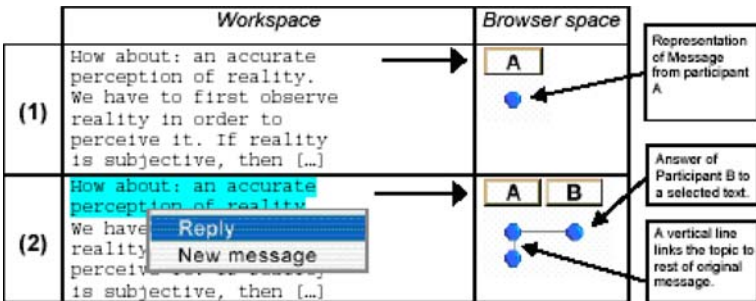 Workspace
Browser space
(1)
How about: an accurate
perception of reality.
We have to first observe
reality in order to
perceive it. If reality
is subjective, then […]
A
Representation
of Message
from participant
A
(2)
How about: an accurate
perception of reality
We have
reality
perceiv
is subjective, then […]
Reply
New message
A B
Answer of
Participant B to
a selected text.
A vertical line
links the topic to
rest of original
message.